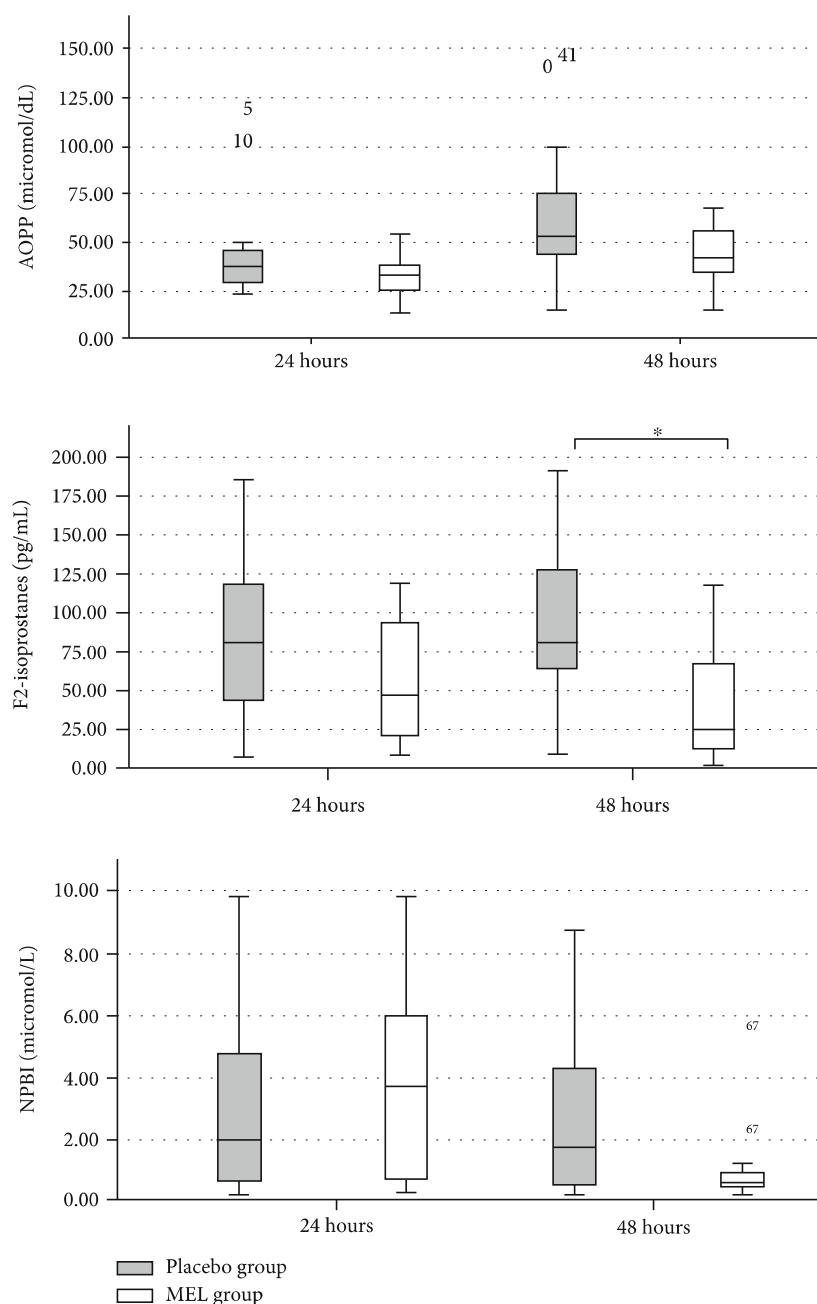 AOPP (micromol/dL)
150.00
125.00
100.00
75.00
50.00
25.00
0.00
5
10
0 41
24 hours
48 hours
F2-isoprostanes (pg/mL)
200.00
175.00
150.00
125.00
100.00
75.00
50.00
25.00
0.00
*
24 hours
48 hours
NPBI (micromol/L)
10.00
8.00
6.00
4.00
2.00
0.00
67
67
24 hours
48 hours
Placebo group
MEL group